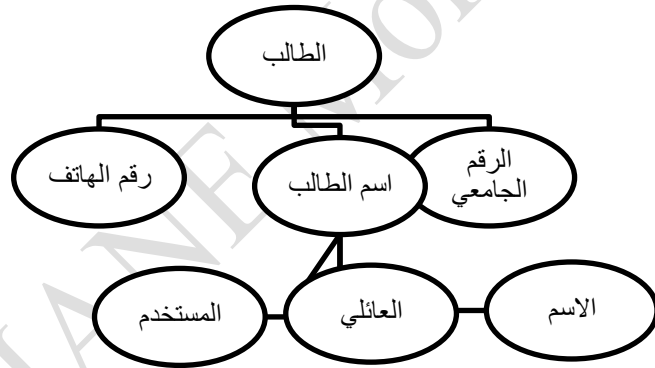 الطالب
الرقم
الجامعي
اسم الطالب
رقم الهاتف
الاسم
العائلي
المستخدم